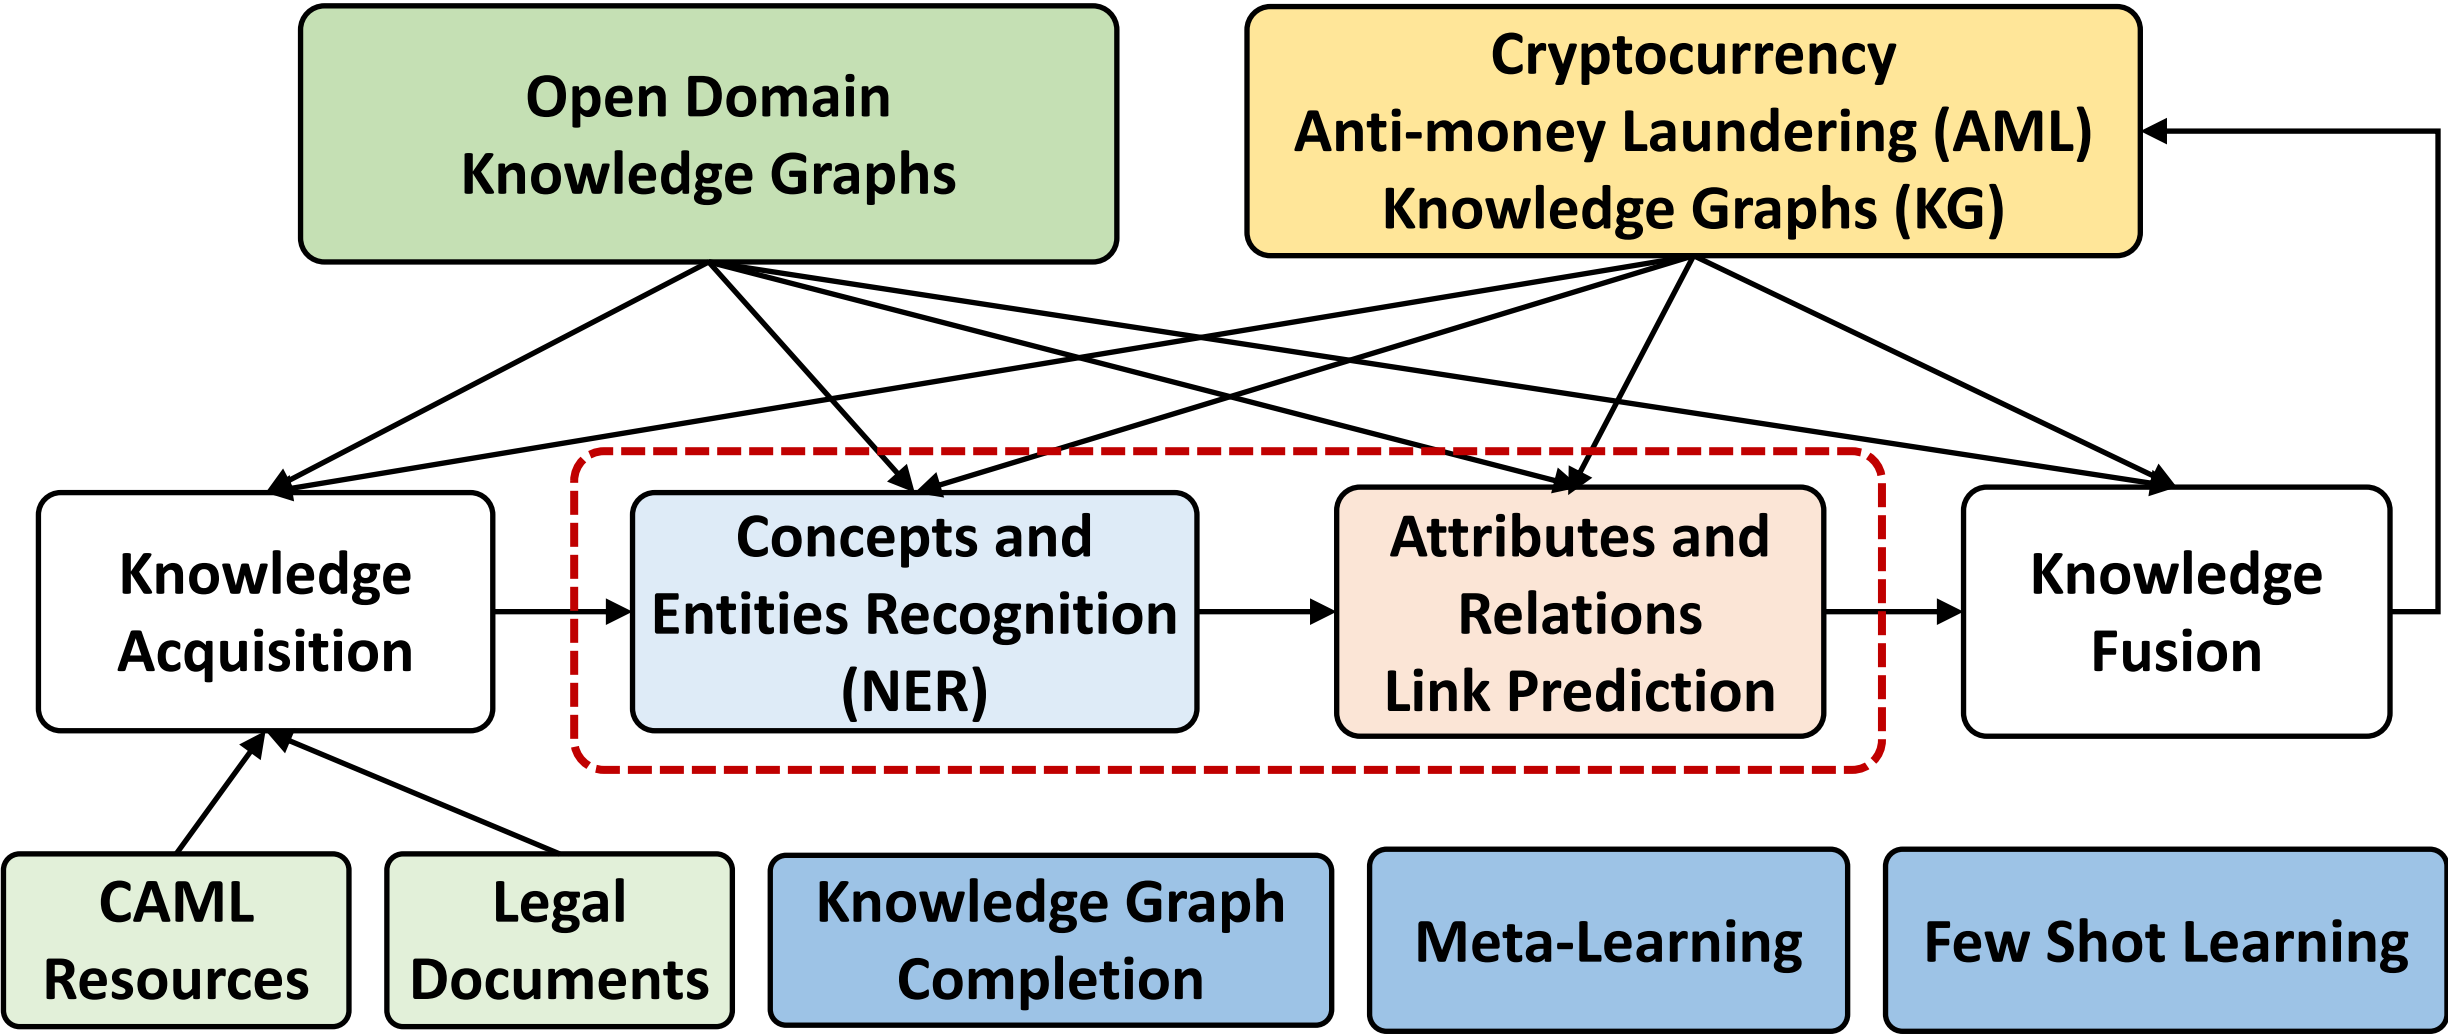 Open Domain
Knowledge Graphs
Cryptocurrency
Anti-money Laundering (AML)
Knowledge Graphs (KG)
Knowledge
Acquisition
Concepts and
Entities Recognition
(NER)
Attributes and
Relations
Link Prediction
Knowledge
Fusion
CAML
Resources
Legal
Documents
Knowledge Graph
Completion
Meta-Learning
Few Shot Learning